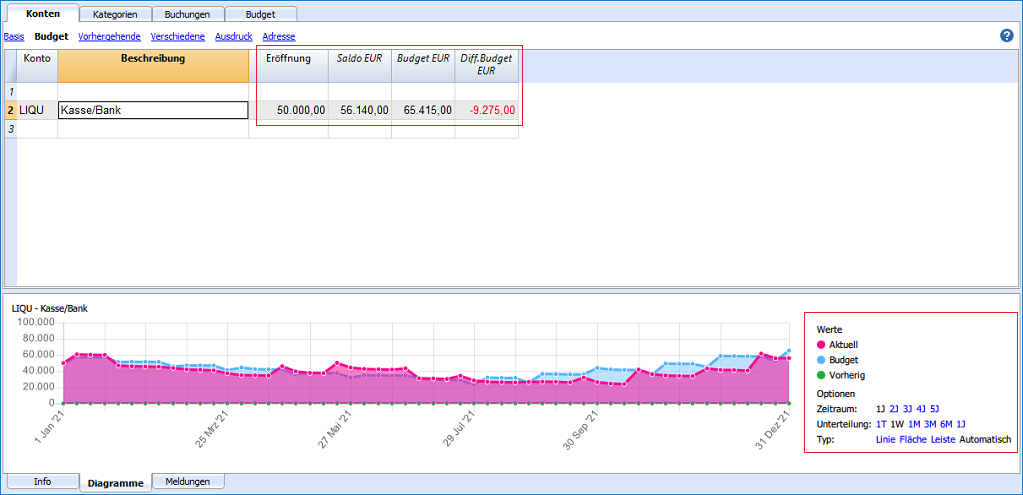 Konten Kategorien Buchungen Budget
Basis Budget Vorhergehende Verschiedene Ausdruck Adresse ?
Konto Beschreibung Eröffnung Saldo EUR Budget EUR Diff.Budget EUR
1
2 LIQU Kasse/Bank 50.000,00 56.140,00 65.415,00 -9.275,00
3
LIQU - Kasse/Bank
100.000
80.000
60.000
40.000
20.000
0
1 Jan '21 25 Mrz '21 27 Mai '21 29 Jul '21 30 Sep '21 31 Dez '21
Werte
Aktuell
Budget
Vorherig
Optionen
Zeitraum: 1J 2J 3J 4J 5J
Unterteilung: 1T 1W 1M 3M 6M 1J
Typ: Linie Fläche Leiste Automatisch
Info Diagramme Meldungen